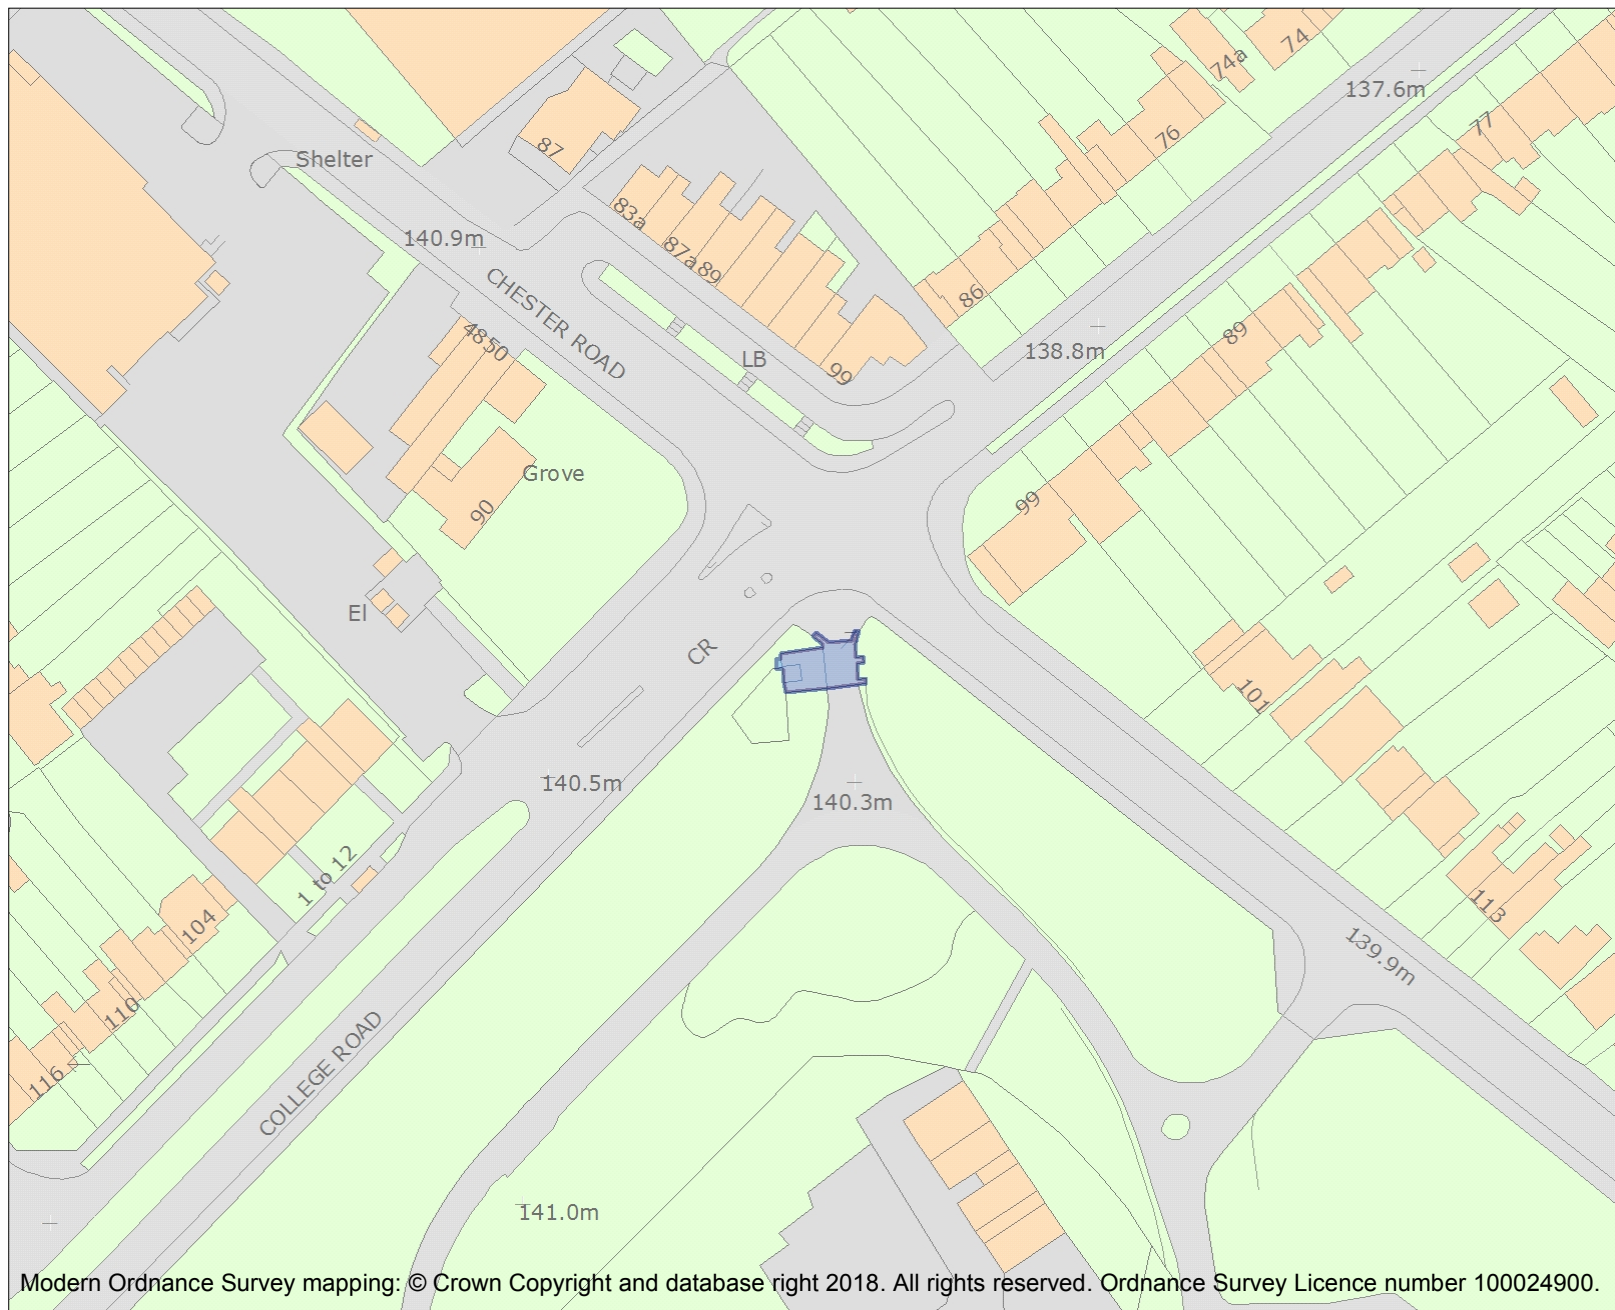 74
74a
137.6m
77
76
87
Shelter
83a
140.9m
87a
89
CHESTER ROAD
86
89
48
50
LB
138.8m
99
Grove
90
99
El
CR
101
140.5m
140.3m
1 to 12
104
113
139.9m
110
116
COLLEGE ROAD
141.0m
Modern Ordnance Survey mapping: © Crown Copyright and database right 2018. All rights reserved. Ordnance Survey Licence number 100024900.